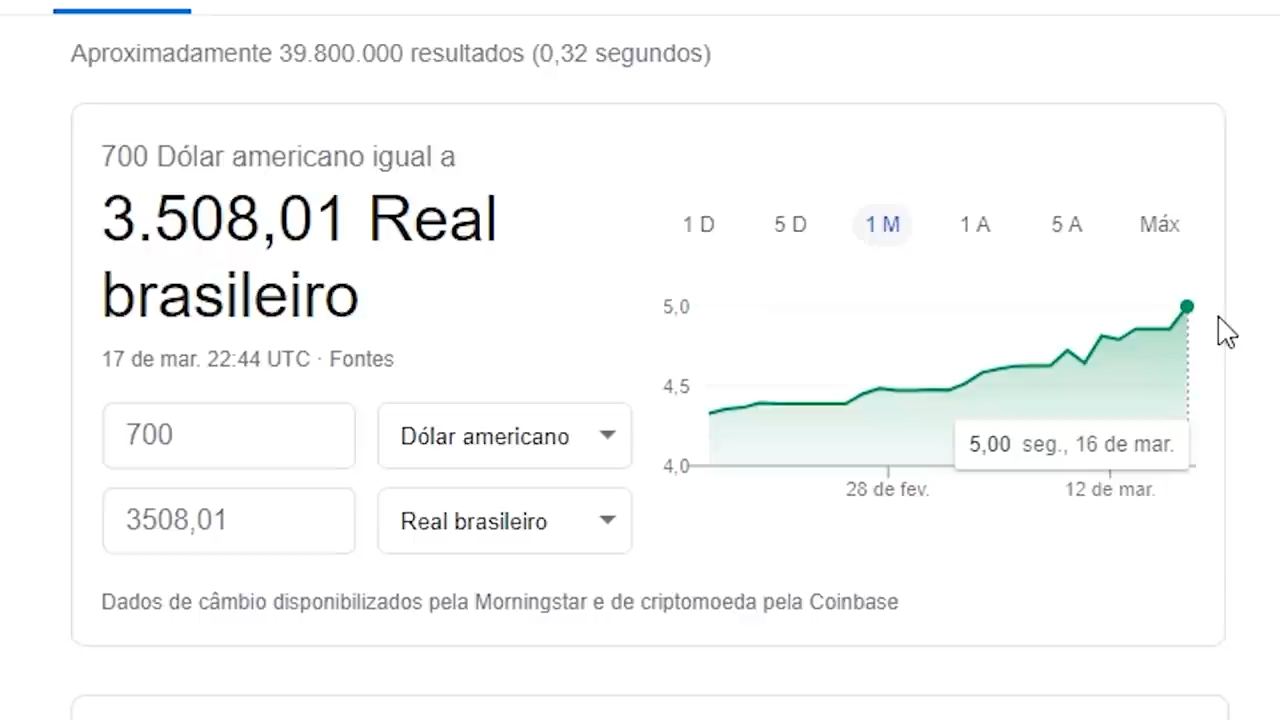 Aproximadamente 39.800.000 resultados (0,32 segundos)
700 Dólar americano igual a
3.508,01 Real
brasileiro
17 de mar. 22:44 UTC · Fontes
700
Dólar americano
3508,01
Real brasileiro
1 D
5 D
1 M
1 A
5 A
Máx
5,0
4,5
4,0
5,00 seg., 16 de mar.
28 de fev.
12 de mar.
Dados de câmbio disponibilizados pela Morningstar e de criptomoeda pela Coinbase